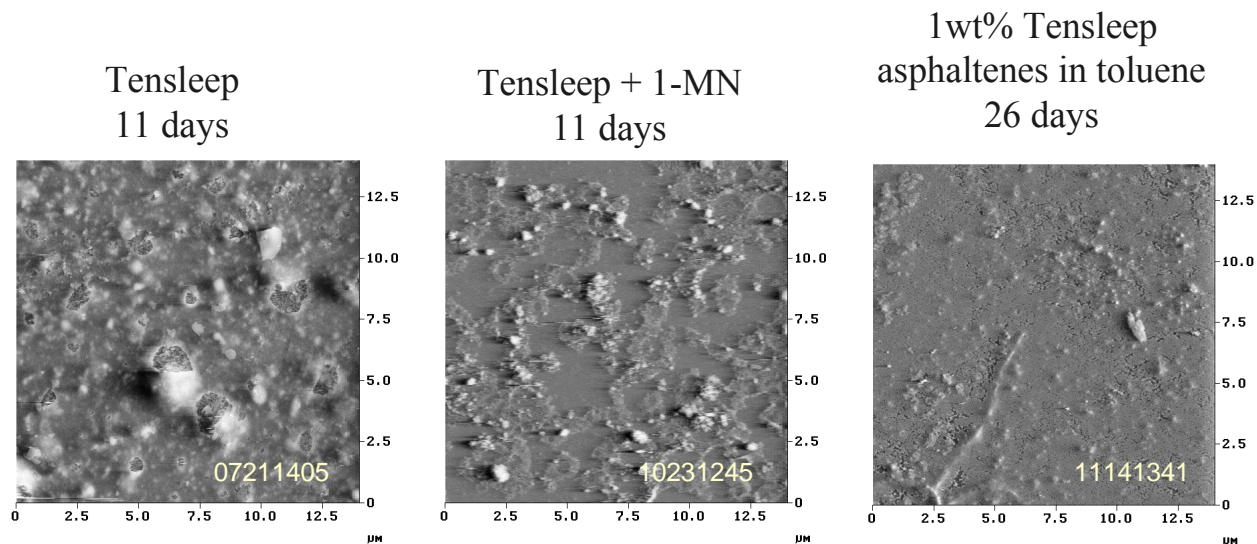 Tensleep
11 days
Tensleep + 1-MN
11 days
1wt% Tensleep
asphaltenes in toluene
26 days
12.5
10.0
7.5
5.0
2.5
0
0 2.5 5.0 7.5 10.0 12.5
μM
07211405
12.5
10.0
7.5
5.0
2.5
0
0 2.5 5.0 7.5 10.0 12.5
μM
10231245
12.5
10.0
7.5
5.0
2.5
0
0 2.5 5.0 7.5 10.0 12.5
μM
11141341